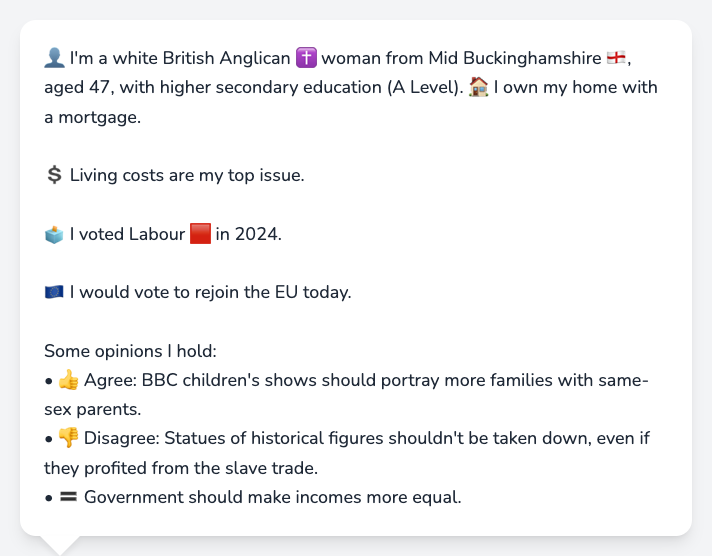 👤 I'm a white British Anglican ✝️ woman from Mid Buckinghamshire 🏴󠁧󠁢󠁥󠁮󠁧󠁿,
aged 47, with higher secondary education (A Level). 🏠 I own my home with
a mortgage.
💲 Living costs are my top issue.
🗳️ I voted Labour 🟥 in 2024.
🇪🇺 I would vote to rejoin the EU today.
Some opinions I hold:
• 👍 Agree: BBC children's shows should portray more families with same-
sex parents.
• 👎 Disagree: Statues of historical figures shouldn't be taken down, even if
they profited from the slave trade.
• 🟰 Government should make incomes more equal.